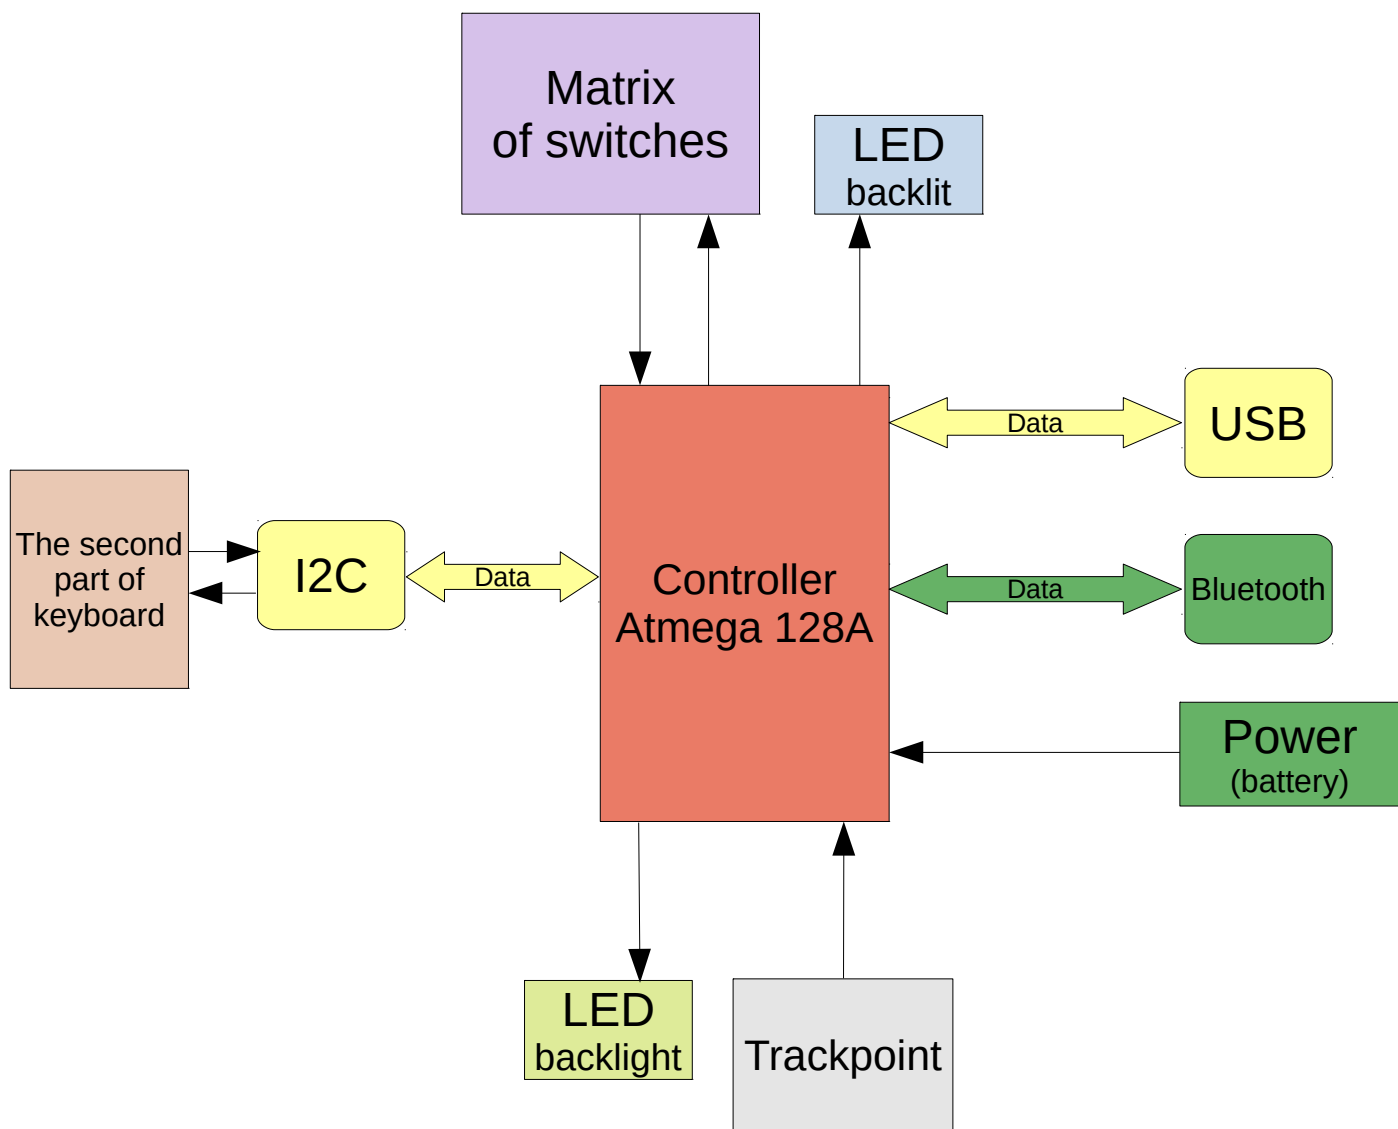 Matrix
of switches
LED
backlit
Data
USB
The second
part of
keyboard
I2C
Data
Controller
Atmega 128A
Data
Bluetooth
Power
(battery)
LED
backlight
Trackpoint